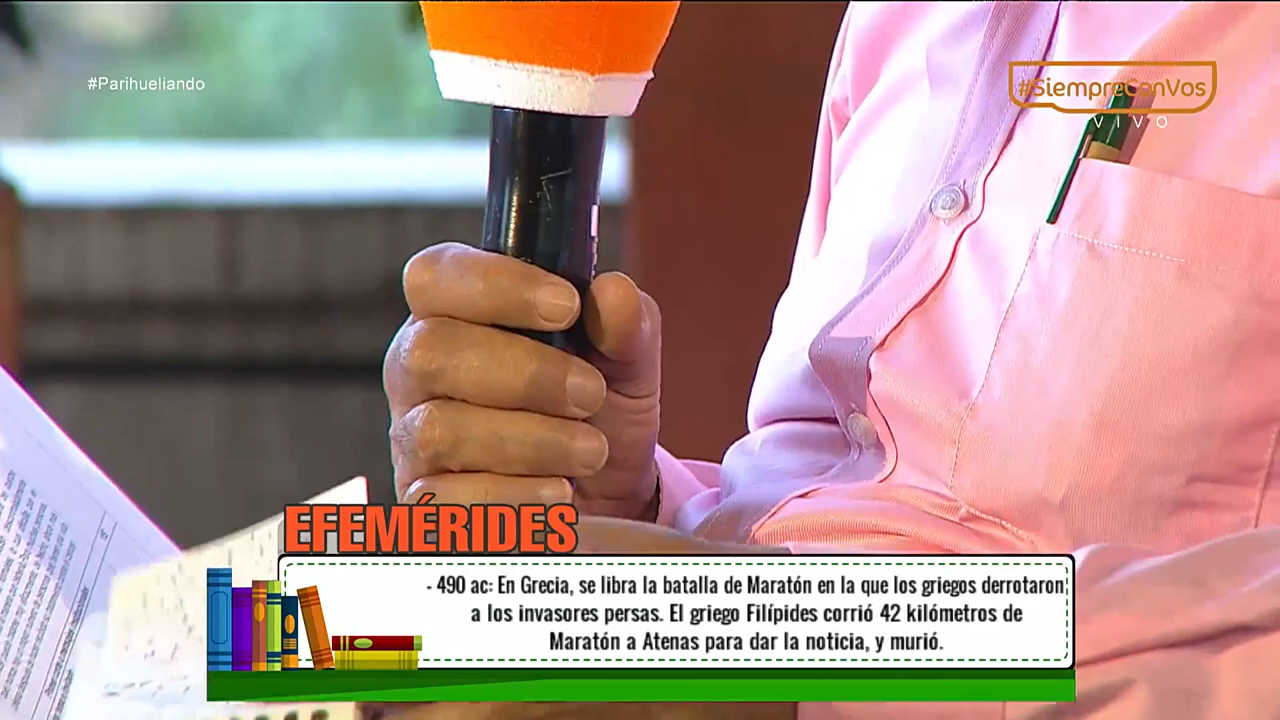 #Parihueliando
#SiempreConVos
VIVO
EFEMÉRIDES
- 490 ac: En Grecia, se libra la batalla de Maratón en la que los griegos derrotaron
a los invasores persas. El griego Filípides corrió 42 kilómetros de
Maratón a Atenas para dar la noticia, y murió.